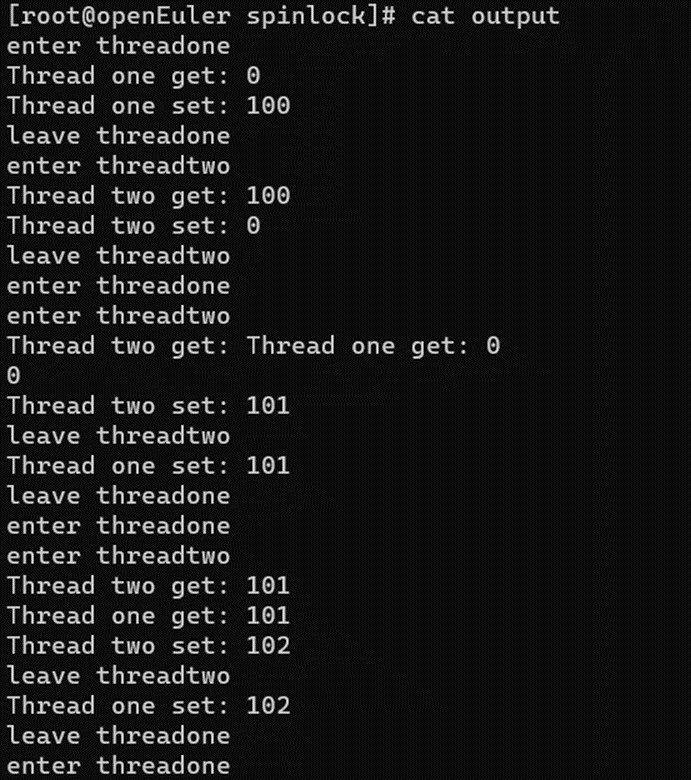 [root@openEuler spinlock]# cat output
enter threadone
Thread one get: 0
Thread one set: 100
leave threadone
enter threadtwo
Thread two get: 100
Thread two set: 0
leave threadtwo
enter threadone
enter threadtwo
Thread two get: Thread one get: 0
0
Thread two set: 101
leave threadtwo
Thread one set: 101
leave threadone
enter threadone
enter threadtwo
Thread two get: 101
Thread one get: 101
Thread two set: 102
leave threadtwo
Thread one set: 102
leave threadone
enter threadone